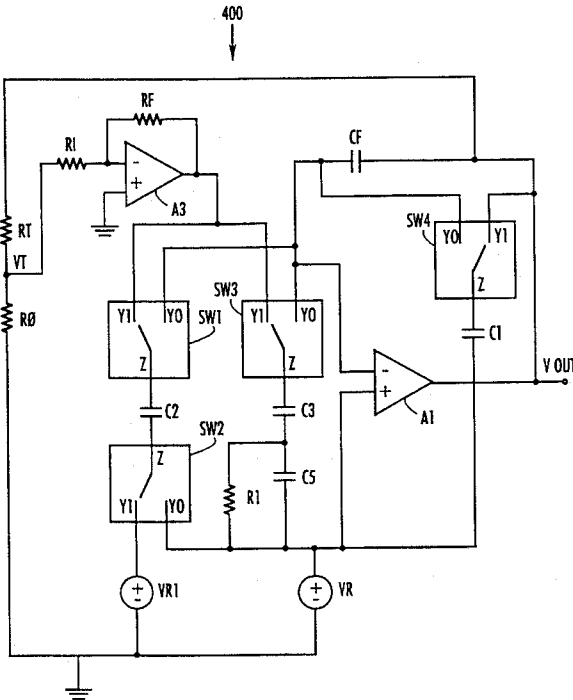 400
RF
CF
RI
-
+
A3
SW4
Y0 Y1
RT
VT
Z
RØ
SW3
Y1 Y0
SW1
Y1 Y0
Z
Z
C1
V OUT
-
+
A1
C2
C3
SW2
Z
Y1 Y0
R1
C5
+
-
VR1
+
-
VR